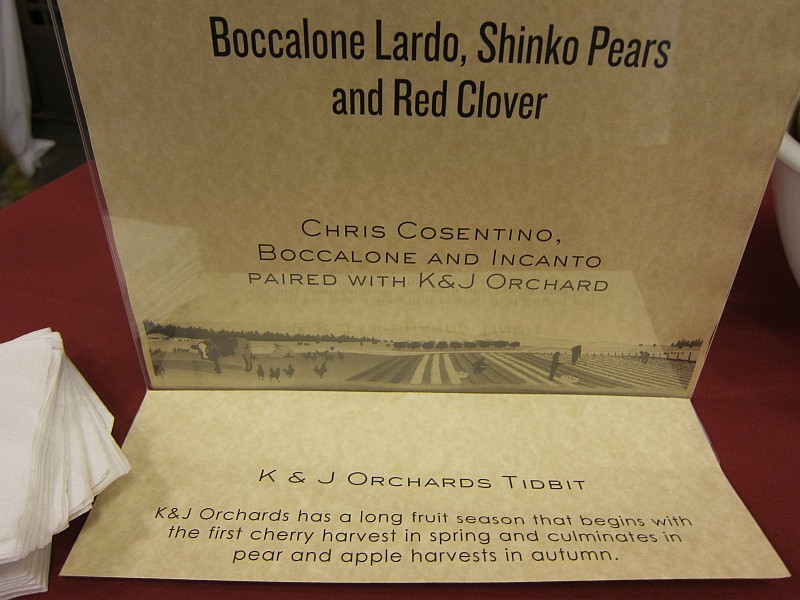 Boccalone Lardo, Shinko Pears
and Red Clover
Chris Cosentino,
Boccalone and Incanto
paired with K&J Orchard
K & J Orchards Tidbit
K&J Orchards has a long fruit season that begins with
the first cherry harvest in spring and culminates in
pear and apple harvests in autumn.